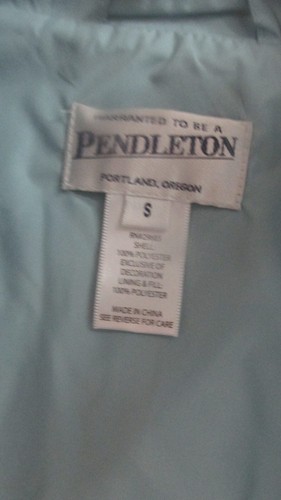 WARRANTED TO BE A
PENDLETON
PORTLAND, OREGON
S
SHELL:
100% POLYESTER
EXCLUSIVE OF
DECORATION
LINING & FILL:
100% POLYESTER
MADE IN CHINA
SEE REVERSE FOR CARE